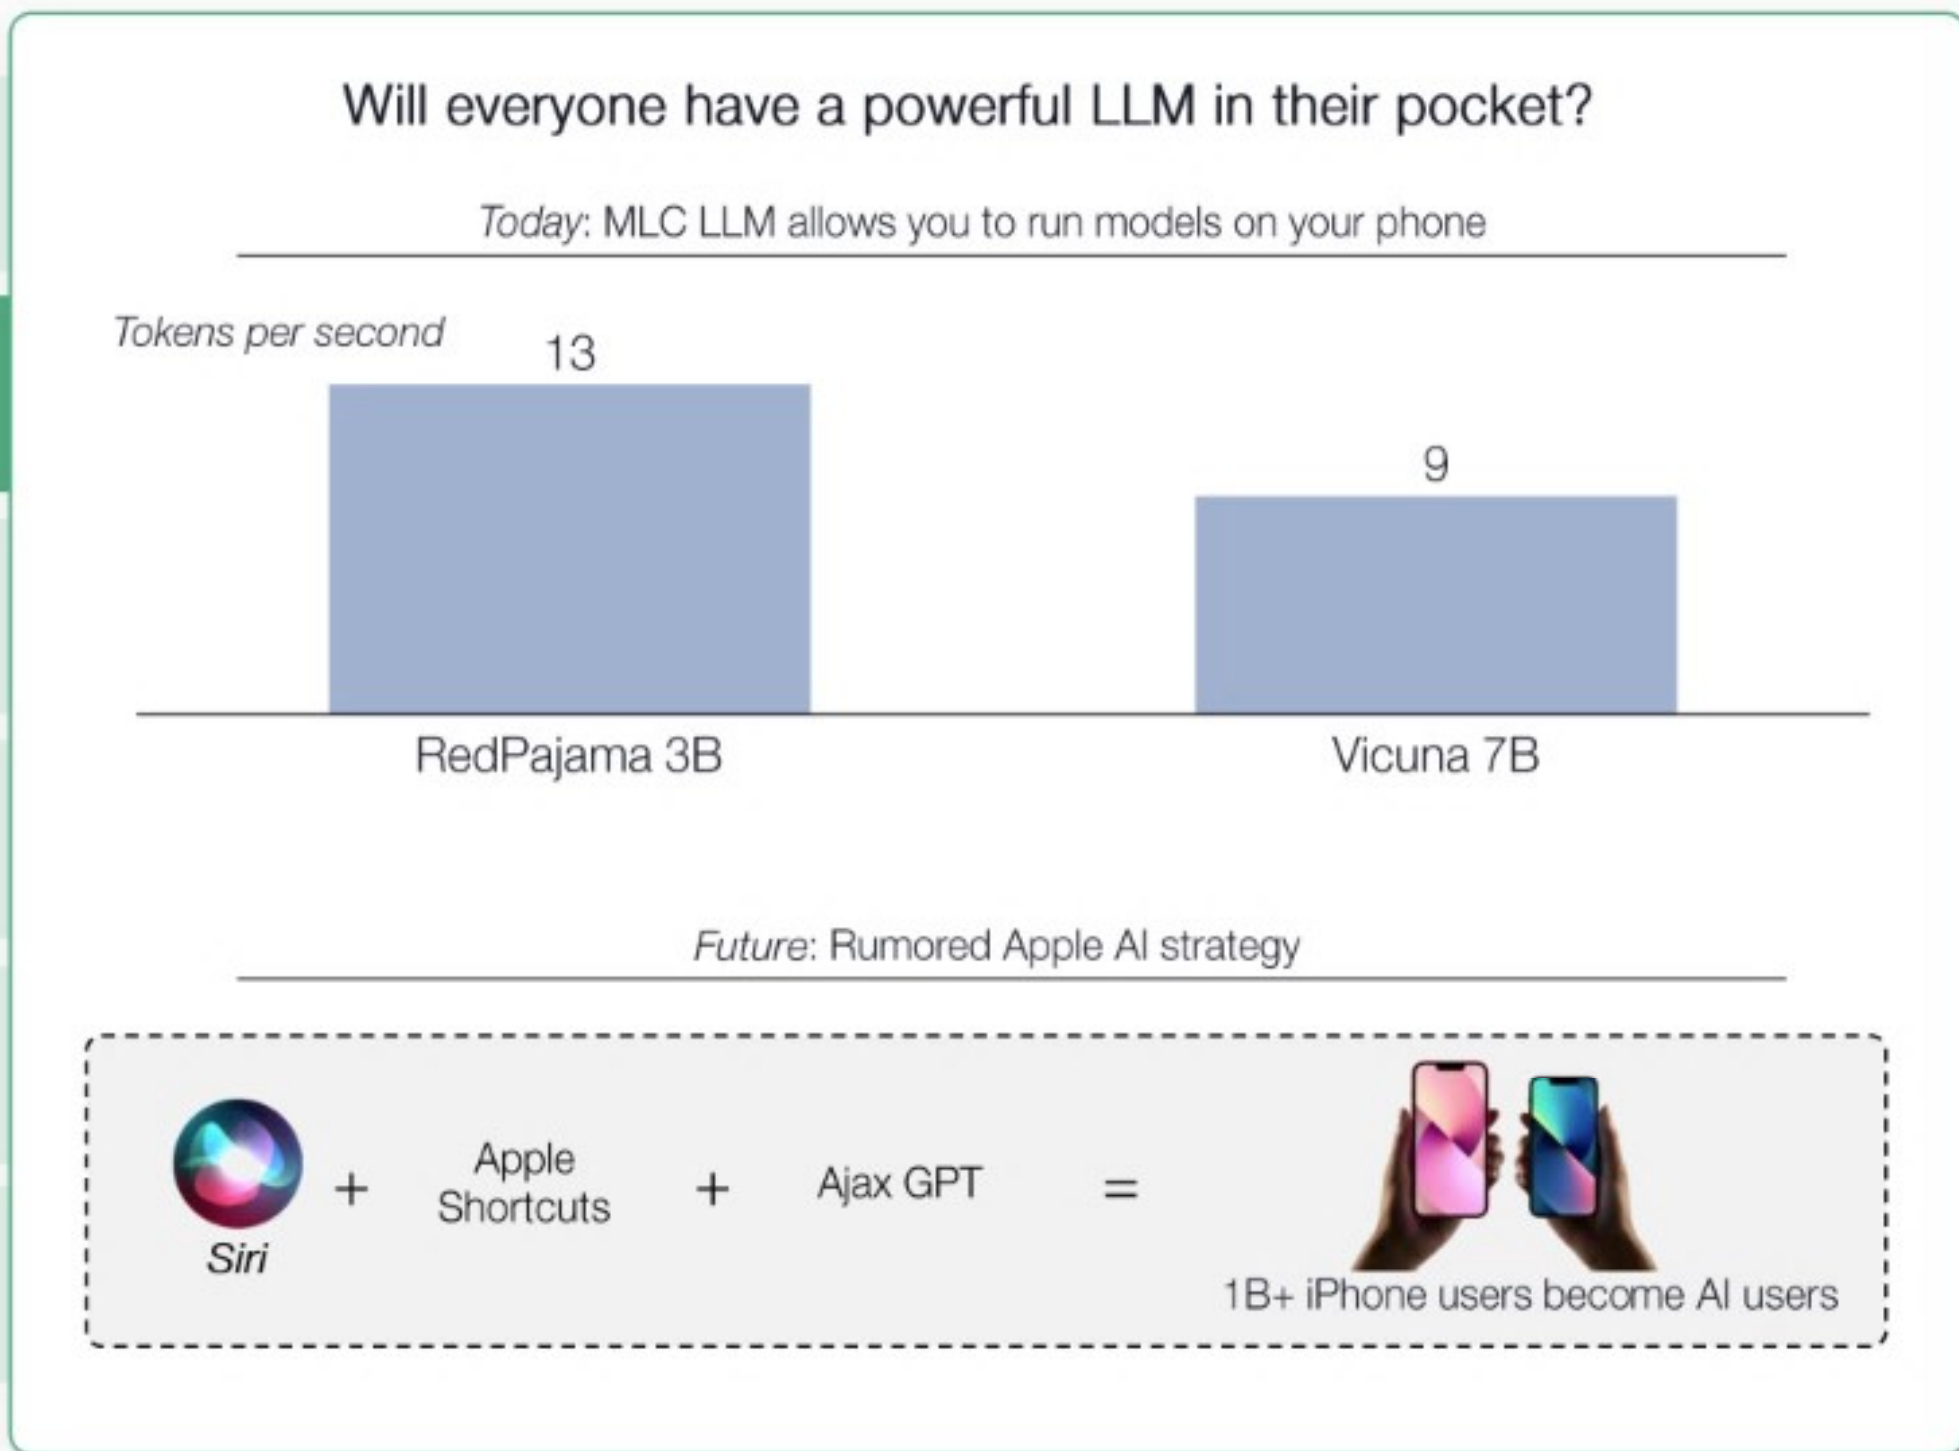 Will everyone have a powerful LLM in their pocket?
Today: MLC LLM allows you to run models on your phone
Tokens per second
13
9
RedPajama 3B
Vicuna 7B
Future: Rumored Apple AI strategy
Siri
+
Apple
Shortcuts
+
Ajax GPT
=
1B+ iPhone users become AI users